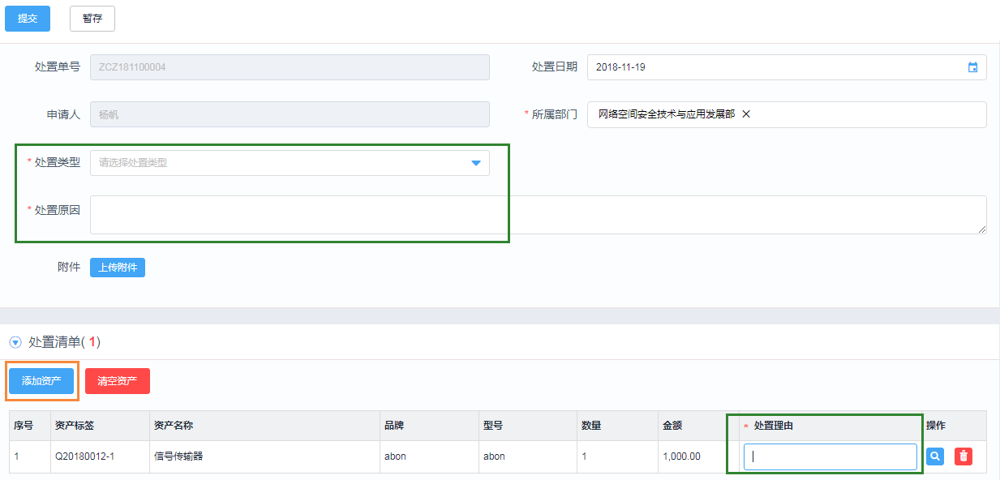 提交 暂存
处置单号 ZCZ181100004 处置日期 2018-11-19
申请人 杨帆 * 所属部门 网络空间安全技术与应用发展部 ✕
* 处置类型 请选择处置类型
* 处置原因
附件 上传附件
处置清单( 1)
添加资产 清空资产
序号 资产标签 资产名称 品牌 型号 数量 金额 * 处置理由 操作
1 Q20180012-1 信号传输器 abon abon 1 1,000.00